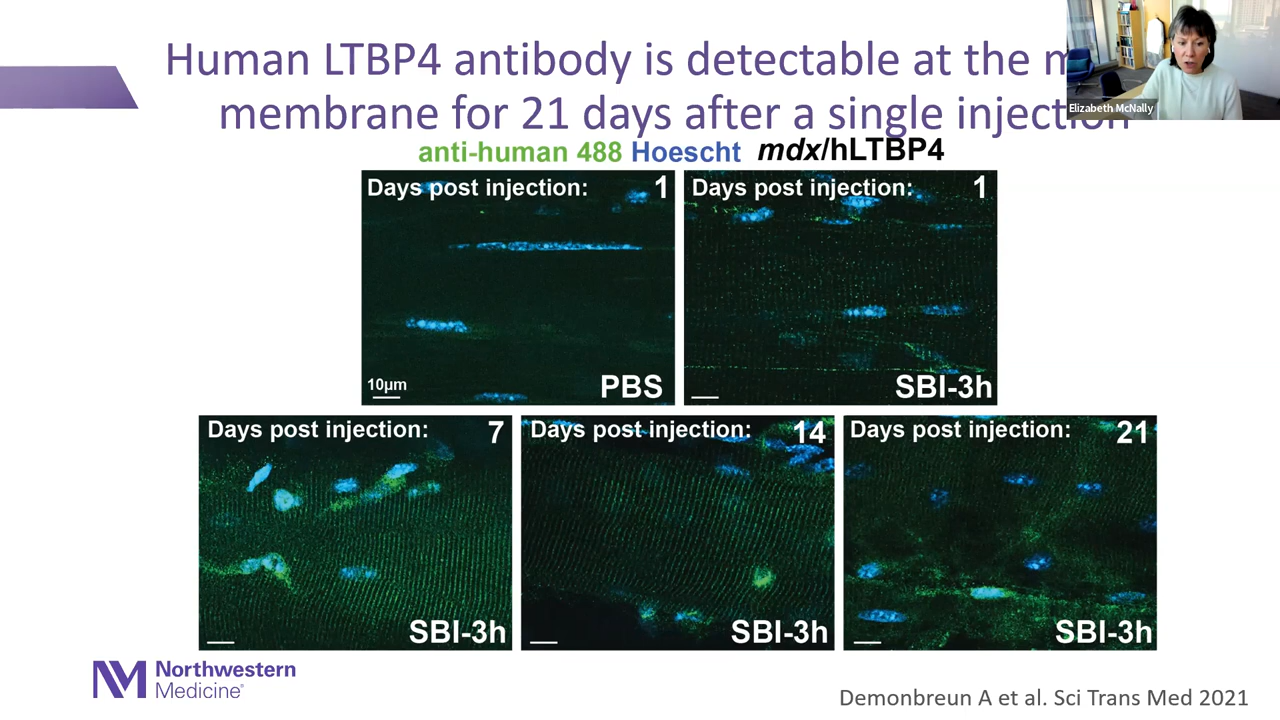 Human LTBP4 antibody is detectable at the m
membrane for 21 days after a single injection
Elizabeth McNally
anti-human 488 Hoescht mdx/hLTBP4
Days post injection: 1
10µm
PBS
Days post injection: 1
SBI-3h
Days post injection: 7
SBI-3h
Days post injection: 14
SBI-3h
Days post injection: 21
SBI-3h
NM Northwestern
Medicine®
Demonbreun A et al. Sci Trans Med 2021